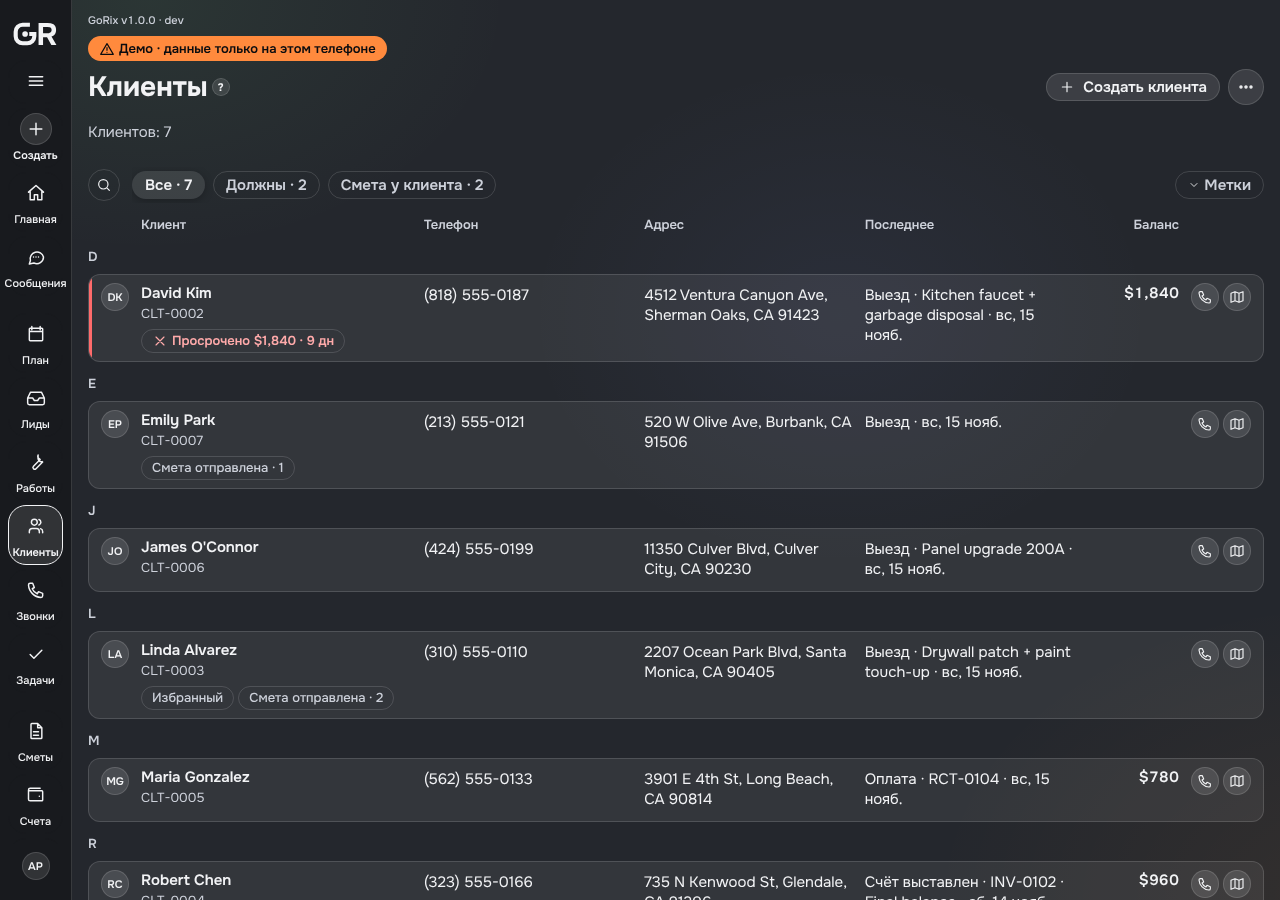 GR
GoRix v1.0.0 · dev
Демо · данные только на этом телефоне
Клиенты ?
Создать клиента
Клиентов: 7
Все · 7
Должны · 2
Смета у клиента · 2
Метки
Создать
Главная
Сообщения
План
Лиды
Работы
Клиенты
Звонки
Задачи
Сметы
Счета
AP
Клиент Телефон Адрес Последнее Баланс
D
DK
David Kim
CLT-0002
Просрочено $1,840 · 9 дн
(818) 555-0187
4512 Ventura Canyon Ave,
Sherman Oaks, CA 91423
Выезд · Kitchen faucet +
garbage disposal · вс, 15
нояб.
$1,840
E
EP
Emily Park
CLT-0007
Смета отправлена · 1
(213) 555-0121
520 W Olive Ave, Burbank, CA
91506
Выезд · вс, 15 нояб.
J
JO
James O'Connor
CLT-0006
(424) 555-0199
11350 Culver Blvd, Culver
City, CA 90230
Выезд · Panel upgrade 200A ·
вс, 15 нояб.
L
LA
Linda Alvarez
CLT-0003
Избранный
Смета отправлена · 2
(310) 555-0110
2207 Ocean Park Blvd, Santa
Monica, CA 90405
Выезд · Drywall patch + paint
touch-up · вс, 15 нояб.
M
MG
Maria Gonzalez
CLT-0005
(562) 555-0133
3901 E 4th St, Long Beach,
CA 90814
Оплата · RCT-0104 · вс, 15
нояб.
$780
R
RC
Robert Chen
(323) 555-0166
735 N Kenwood St, Glendale,
Счёт выставлен · INV-0102 ·
$960